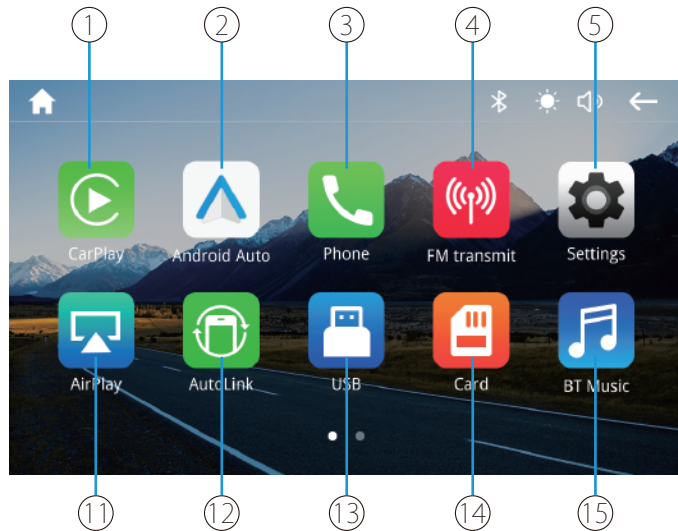 1 2 3 4 5
CarPlay Android Auto Phone FM transmit Settings
AirPlay AutoLink USB Card BT Music
11 12 13 14 15